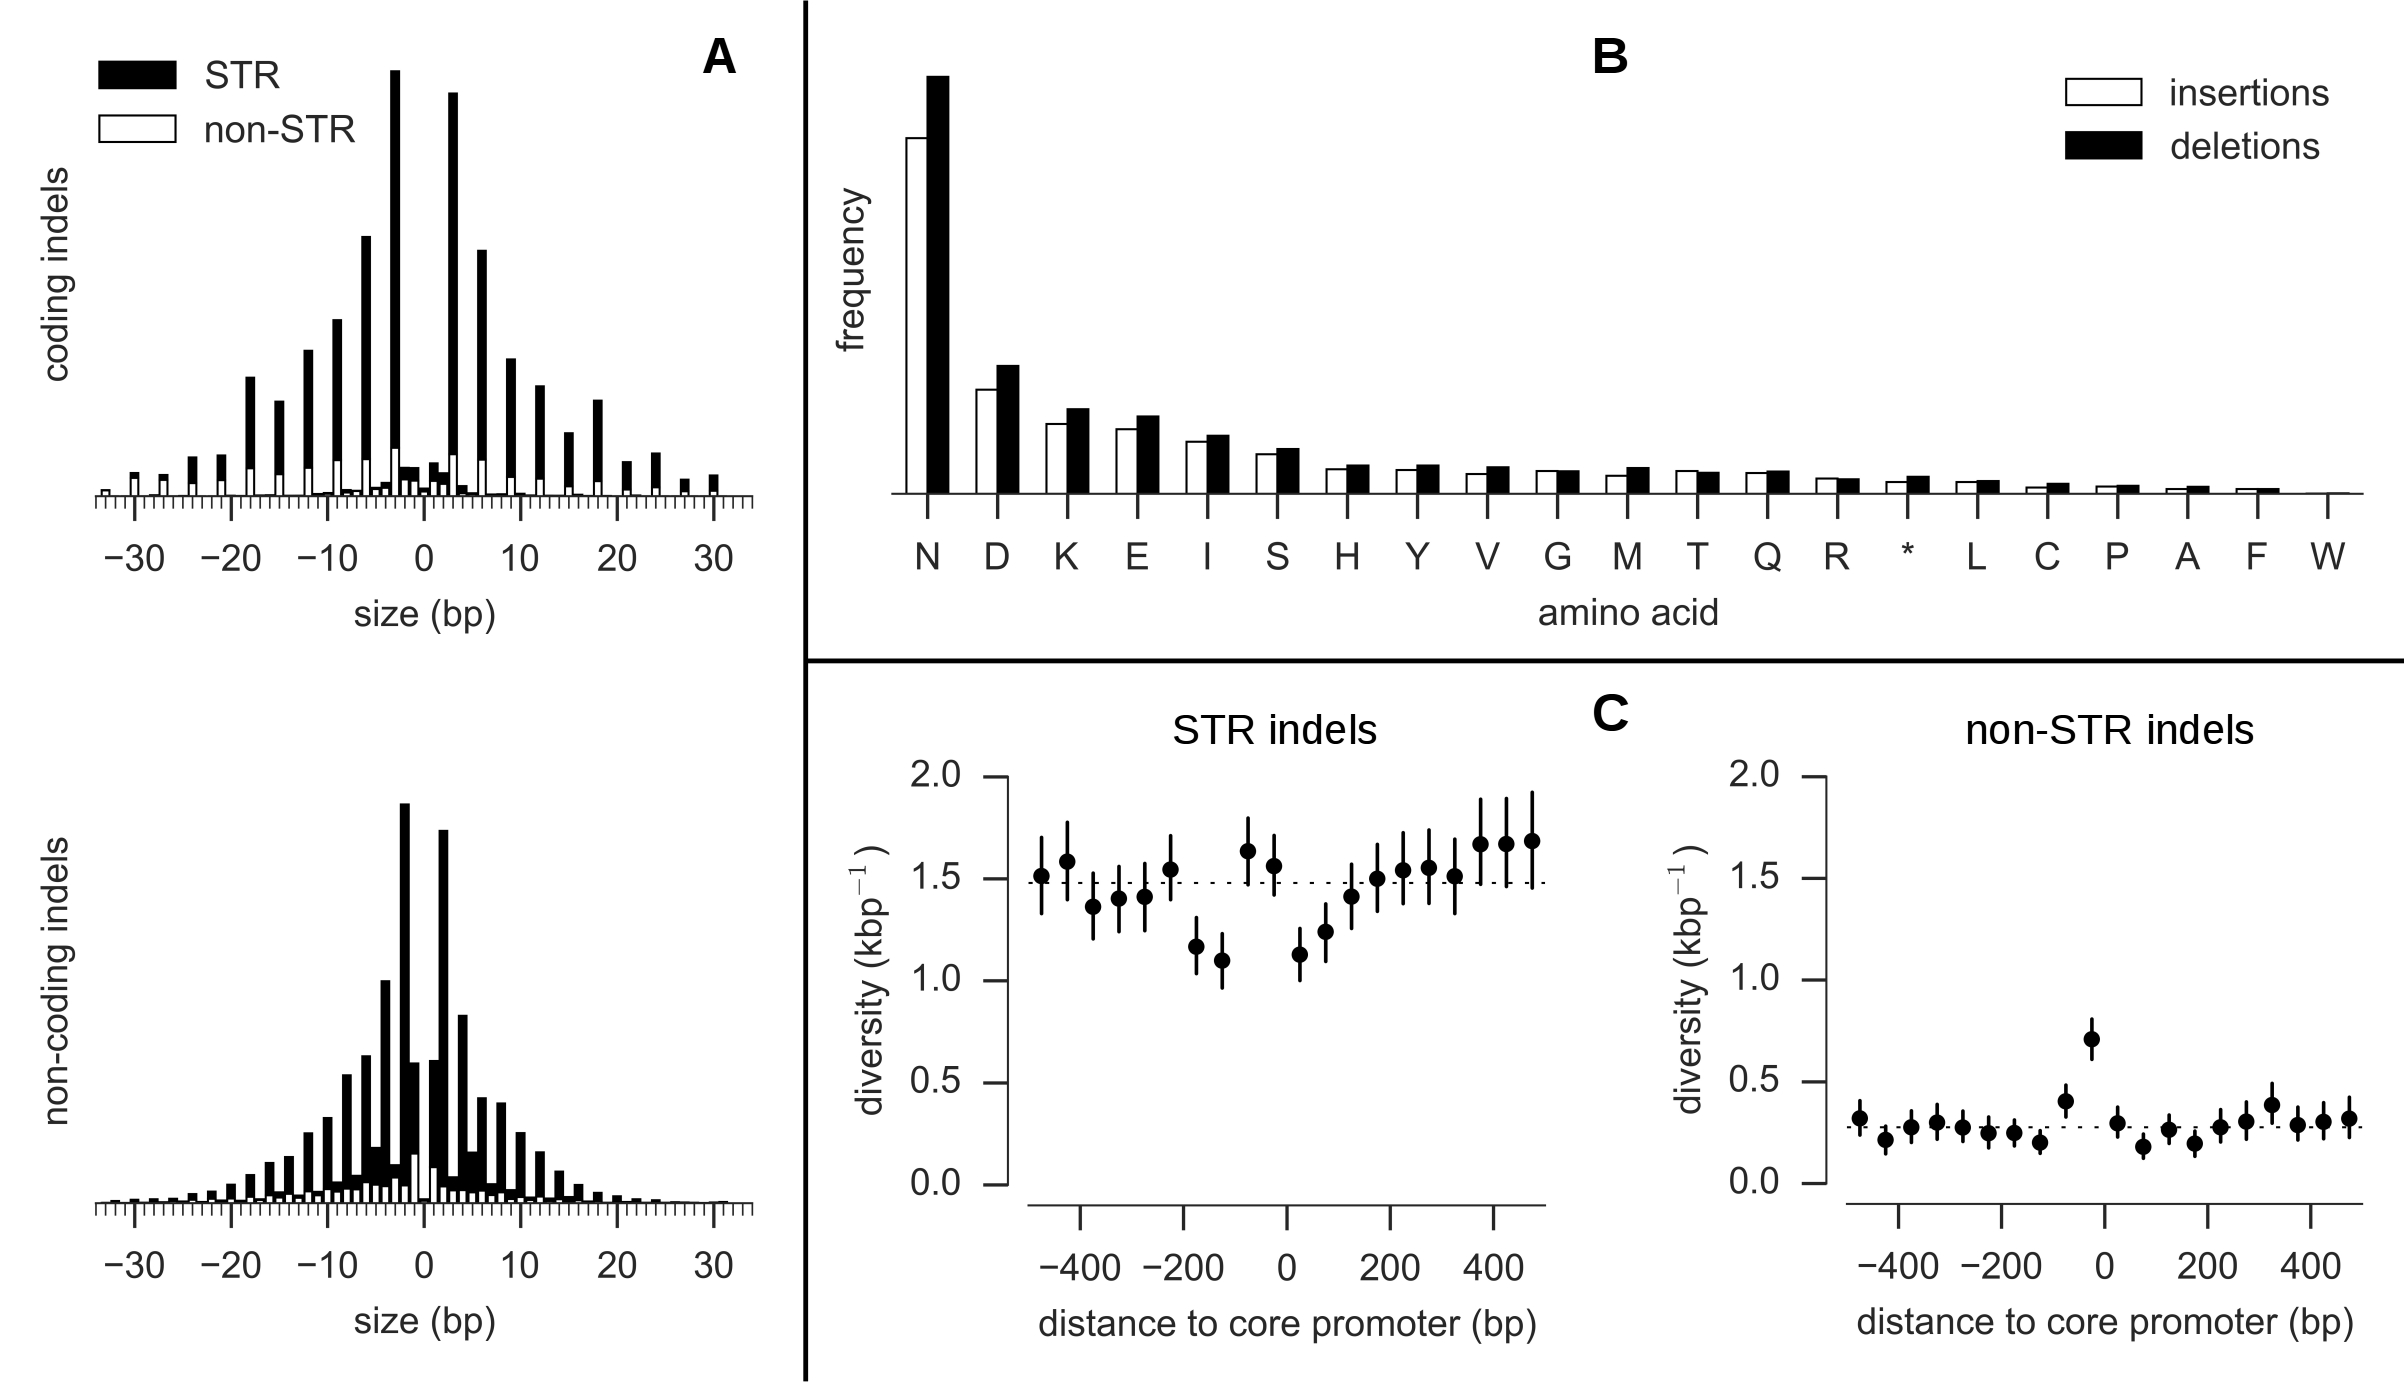 A
STR
non-STR
coding indels
−30 −20 −10 0 10 20 30
size (bp)
non-coding indels
−30 −20 −10 0 10 20 30
size (bp)
B
insertions
deletions
frequency
N D K E I S H Y V G M T Q R * L C P A F W
amino acid
C
STR indels
2.0
1.5
1.0
0.5
0.0
diversity (kbp⁻¹)
−400 −200 0 200 400
distance to core promoter (bp)
non-STR indels
2.0
1.5
1.0
0.5
0.0
diversity (kbp⁻¹)
−400 −200 0 200 400
distance to core promoter (bp)